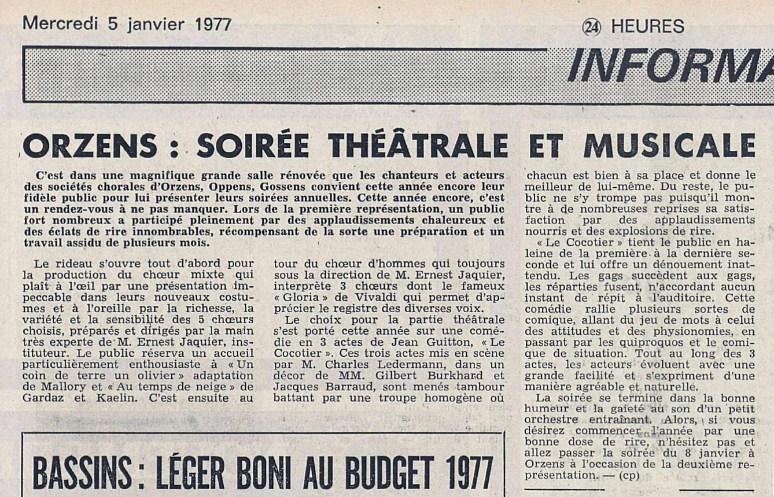 Mercredi 5 janvier 1977
24 HEURES
INFORMA
ORZENS : SOIRÉE THÉÂTRALE ET MUSICALE
C'est dans une magnifique grande salle rénovée que les chanteurs et acteurs
des sociétés chorales d'Orzens, Oppens, Gossens convient cette année encore leur
fidèle public pour lui présenter leurs soirées annuelles. Cette année encore, c'est
un rendez-vous à ne pas manquer. Lors de la première représentation, un public
fort nombreux a participé pleinement par des applaudissements chaleureux et
des éclats de rire innombrables, récompensant de la sorte une préparation et un
travail assidu de plusieurs mois.
Le rideau s'ouvre tout d'abord pour
la production du chœur mixte qui
plaît à l'œil par une présentation im-
peccable dans leurs nouveaux costu-
mes et à l'oreille par la richesse, la
variété et la sensibilité des 5 chœurs
choisis, préparés et dirigés par la main
très experte de M. Ernest Jaquier, ins-
tituteur. Le public réserva un accueil
particulièrement enthousiaste à « Un
coin de terre un olivier » adaptation
de Mallory et « Au temps de neige » de
Gardaz et Kaelin. C'est ensuite au
tour du chœur d'hommes qui toujours
sous la direction de M. Ernest Jaquier,
interprète 3 chœurs dont le fameux
« Gloria » de Vivaldi qui permet d'ap-
précier le registre des diverses voix.
Le choix pour la partie théâtrale
s'est porté cette année sur une comé-
die en 3 actes de Jean Guitton, « Le
Cocotier ». Ces trois actes mis en scène
par M. Charles Ledermann, dans un
décor de MM. Gilbert Burkhard et
Jacques Barraud, sont menés tambour
battant par une troupe homogène où
chacun est bien à sa place et donne le
meilleur de lui-même. Du reste, le pu-
blic ne s'y trompe pas puisqu'il mon-
tre à de nombreuses reprises sa satis-
faction par des applaudissements
nourris et des explosions de rire.
« Le Cocotier » tient le public en ha-
leine de la première à la dernière se-
conde et lui offre un dénouement inat-
tendu. Les gags succèdent aux gags,
les réparties fusent, n'accordant aucun
instant de répit à l'auditoire. Cette
comédie rallie plusieurs sortes de
comique, allant du jeu de mots à celui
des attitudes et des physionomies, en
passant par les quiproquos et le comi-
que de situation. Tout au long des 3
actes, les acteurs évoluent avec une
grande facilité et s'expriment d'une
manière agréable et naturelle.
La soirée se termine dans la bonne
humeur et la gaieté au son d'un petit
orchestre entraînant. Alors, si vous
désirez commencer l'année par une
bonne dose de rire, n'hésitez pas et
allez passer la soirée du 8 janvier à
Orzens à l'occasion de la deuxième re-
présentation. — (cp)
BASSINS : LÉGER BONI AU BUDGET 1977